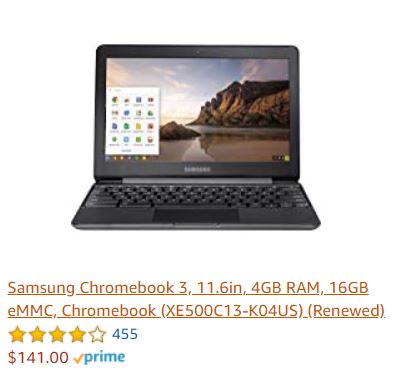 SAMSUNG
Samsung Chromebook 3, 11.6in, 4GB RAM, 16GB
eMMC, Chromebook (XE500C13-K04US) (Renewed)
455
$141.00 prime